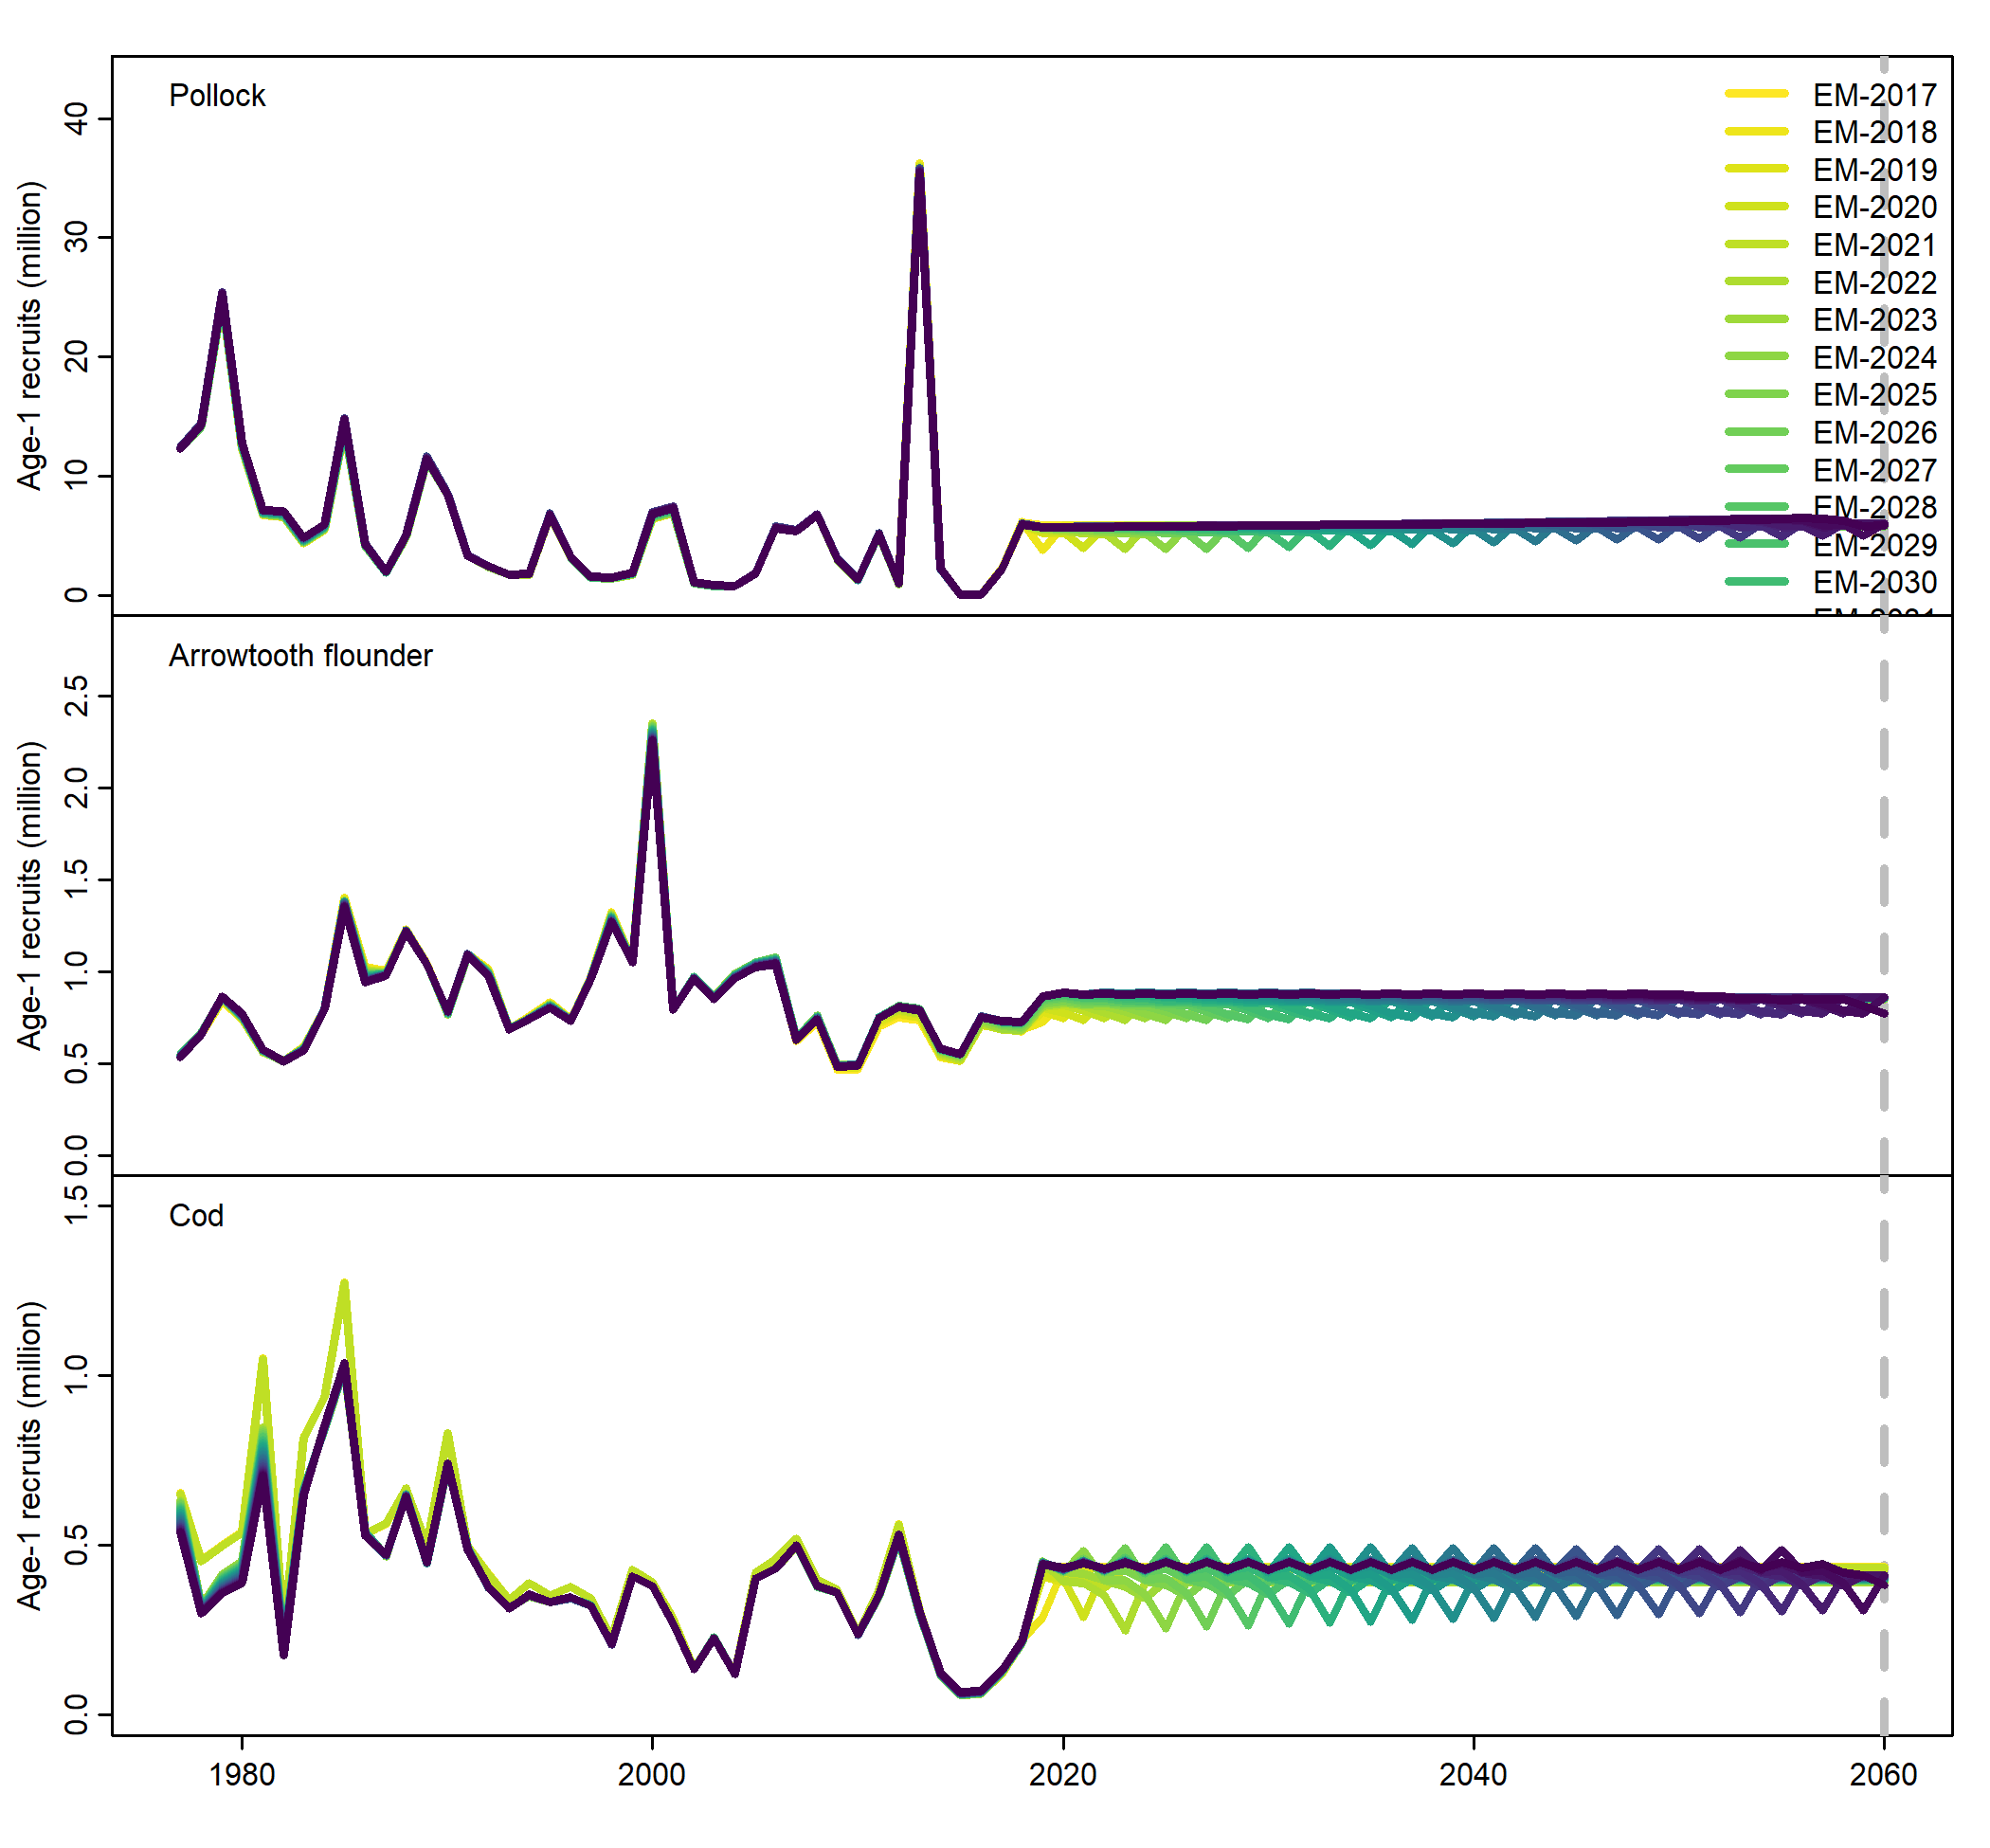 Pollock
EM-2017
EM-2018
EM-2019
EM-2020
EM-2021
EM-2022
EM-2023
EM-2024
EM-2025
EM-2026
EM-2027
EM-2028
EM-2029
EM-2030
40
30
20
10
0
Age-1 recruits (million)
Arrowtooth flounder
2.5
2.0
1.5
1.0
0.5
0.0
Age-1 recruits (million)
Cod
1.5
1.0
0.5
0.0
Age-1 recruits (million)
1980
2000
2020
2040
2060